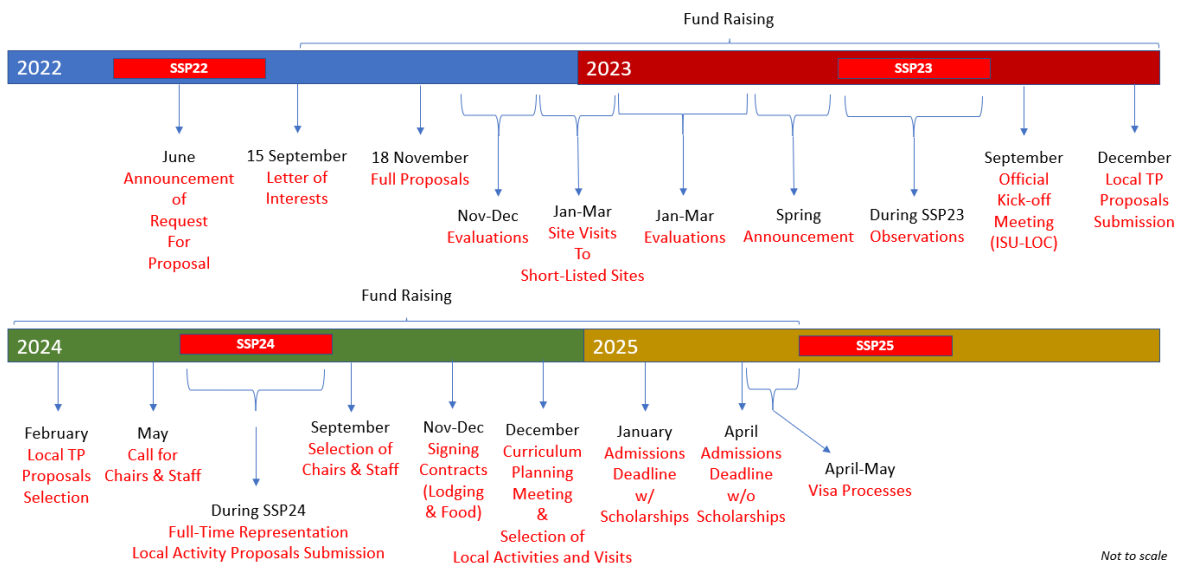 Fund Raising
2022
SSP22
2023
SSP23
June
Announcement
of
Request
For
Proposal
15 September
Letter of
Interests
18 November
Full Proposals
Nov-Dec
Evaluations
Jan-Mar
Site Visits
To
Short-Listed Sites
Jan-Mar
Evaluations
Spring
Announcement
During SSP23
Observations
September
Official
Kick-off
Meeting
(ISU-LOC)
December
Local TP
Proposals
Submission
Fund Raising
2024
SSP24
2025
SSP25
February
Local TP
Proposals
Selection
May
Call for
Chairs & Staff
During SSP24
Full-Time Representation
Local Activity Proposals Submission
September
Selection of
Chairs & Staff
Nov-Dec
Signing
Contracts
(Lodging
& Food)
December
Curriculum
Planning
Meeting
&
Selection of
Local Activities and Visits
January
Admissions
Deadline
w/
Scholarships
April
Admissions
Deadline
w/o
Scholarships
April-May
Visa Processes
Not to scale